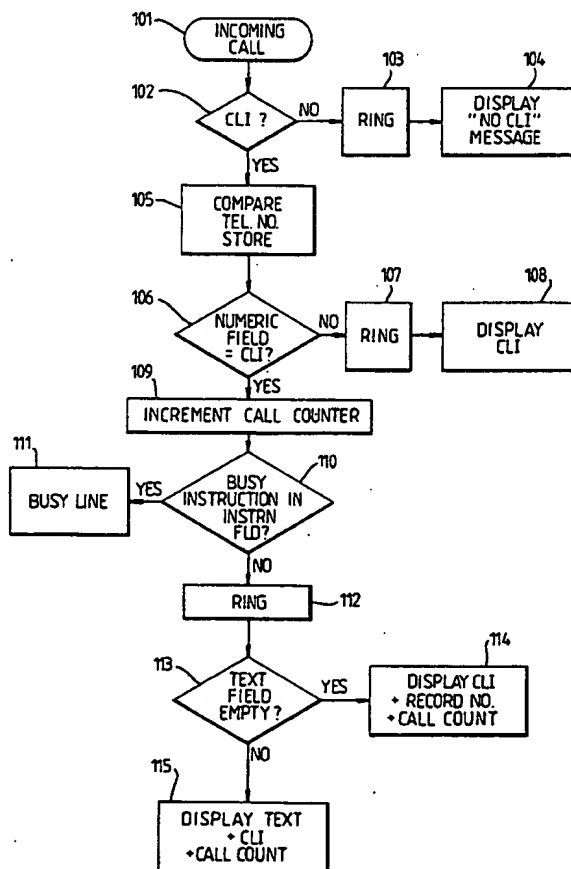 101
INCOMING
CALL
102
CLI ?
NO
103
RING
104
DISPLAY
"NO CLI"
MESSAGE
YES
105
COMPARE
TEL. NO.
STORE
106
NUMERIC
FIELD
= CLI?
NO
107
RING
108
DISPLAY
CLI
YES
109
INCREMENT CALL COUNTER
110
BUSY
INSTRUCTION IN
INSTRN
FLD?
YES
111
BUSY LINE
NO
RING
112
113
TEXT
FIELD
EMPTY?
YES
114
DISPLAY CLI
+ RECORD NO.
+CALL COUNT
NO
115
DISPLAY TEXT
+ CLI
+CALL COUNT